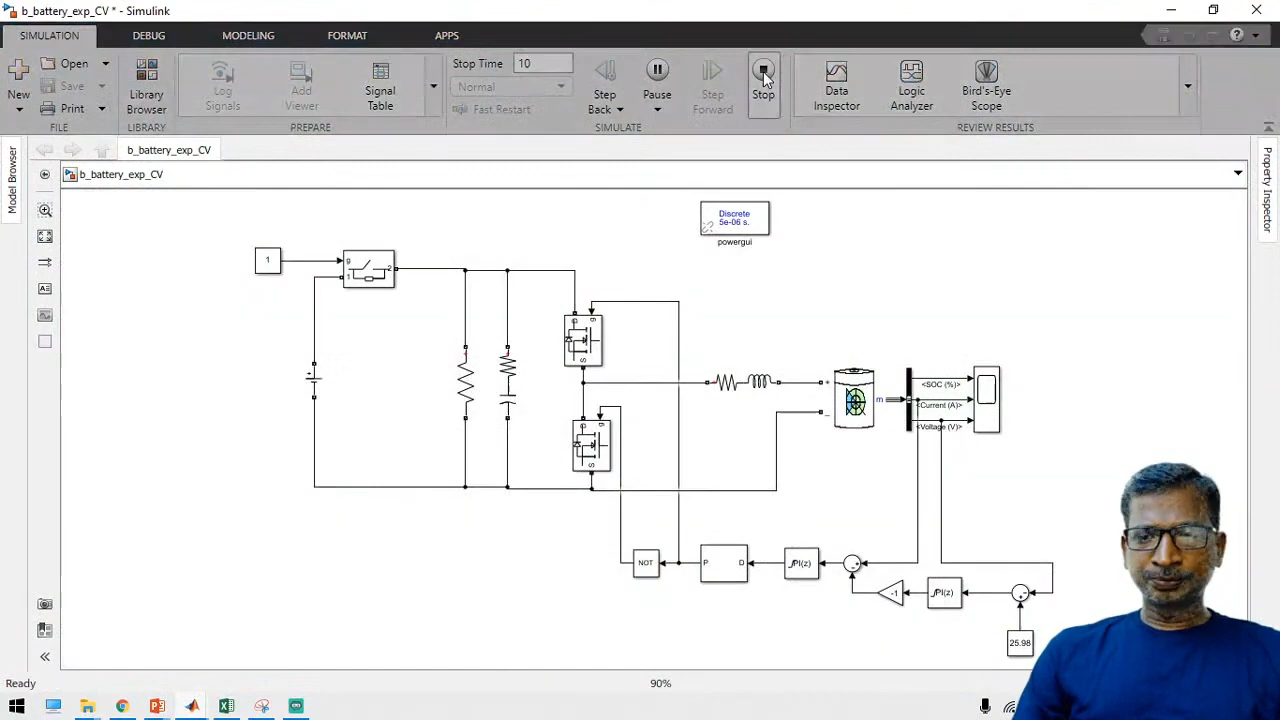 b_battery_exp_CV * - Simulink
SIMULATION DEBUG MODELING FORMAT APPS
New
Open
Save
Print
FILE
Library Browser
LIBRARY
Log Signals
Add Viewer
Signal Table
PREPARE
Stop Time 10
Normal
Fast Restart
Step Back
Pause
Step Forward
Stop
SIMULATE
Data Inspector
Logic Analyzer
Bird's-Eye Scope
REVIEW RESULTS
Model Browser
b_battery_exp_CV
b_battery_exp_CV
Property Inspector
Discrete
5e-06 s.
powergui
1
g
1
2
g
S
+
_
m
<SOC (%)>
<Current (A)>
<Voltage (V)>
g
S
NOT
P D
PI(z)
-1
PI(z)
25.98
Ready
90%